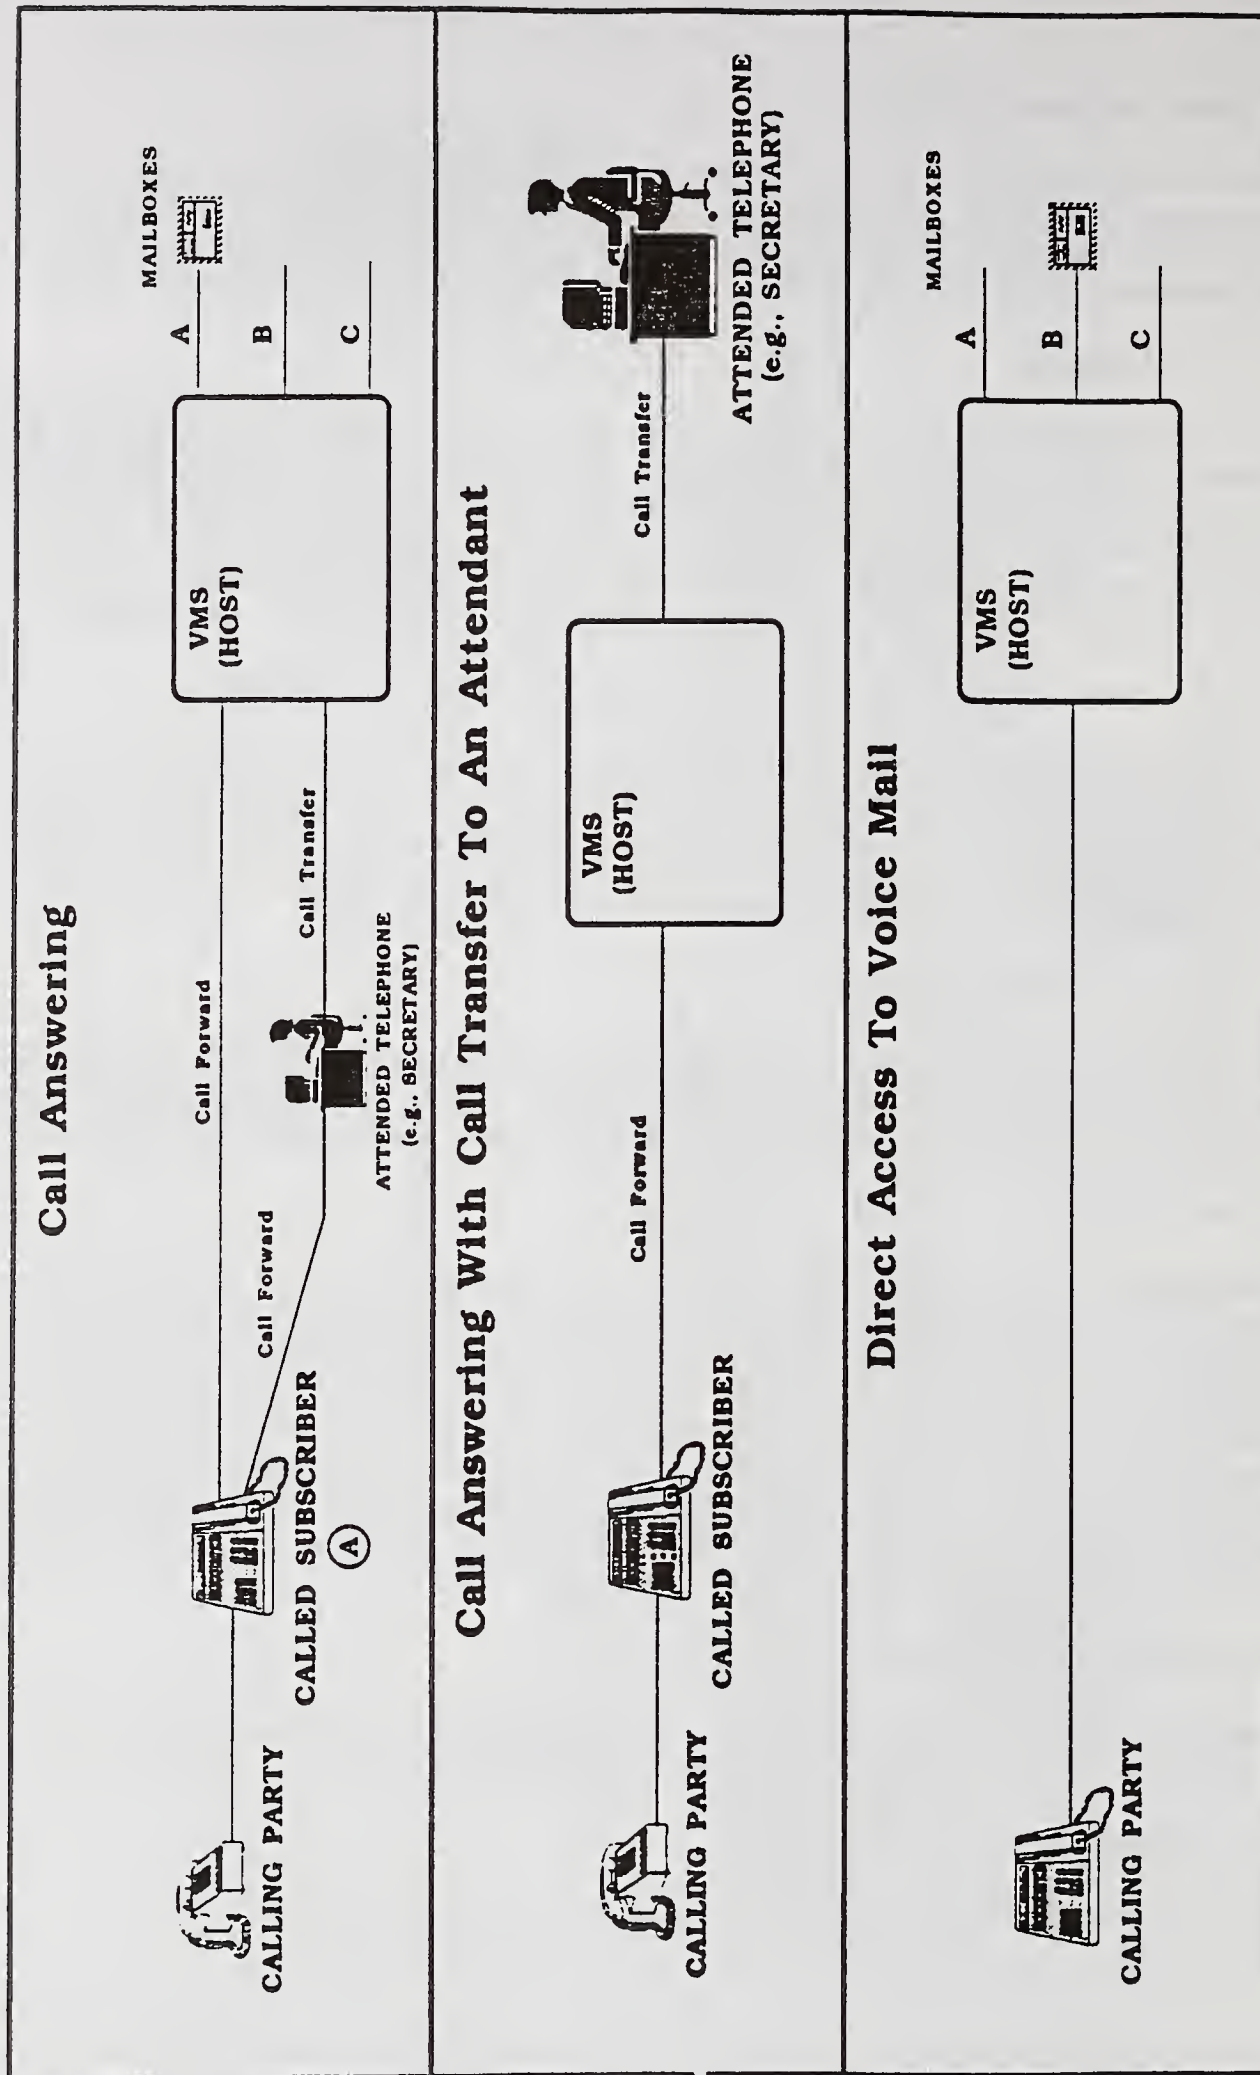 Call Answering
MAILBOXES
A
B
C
VMS
(HOST)
Call Forward
Call Forward
Call Transfer
ATTENDED TELEPHONE
(e.g., SECRETARY)
CALLED SUBSCRIBER
A
CALLING PARTY
Call Answering With Call Transfer To An Attendant
VMS
(HOST)
Call Forward
Call Transfer
ATTENDED TELEPHONE
(e.g., SECRETARY)
CALLED SUBSCRIBER
CALLING PARTY
Direct Access To Voice Mail
MAILBOXES
A
B
C
VMS
(HOST)
CALLING PARTY